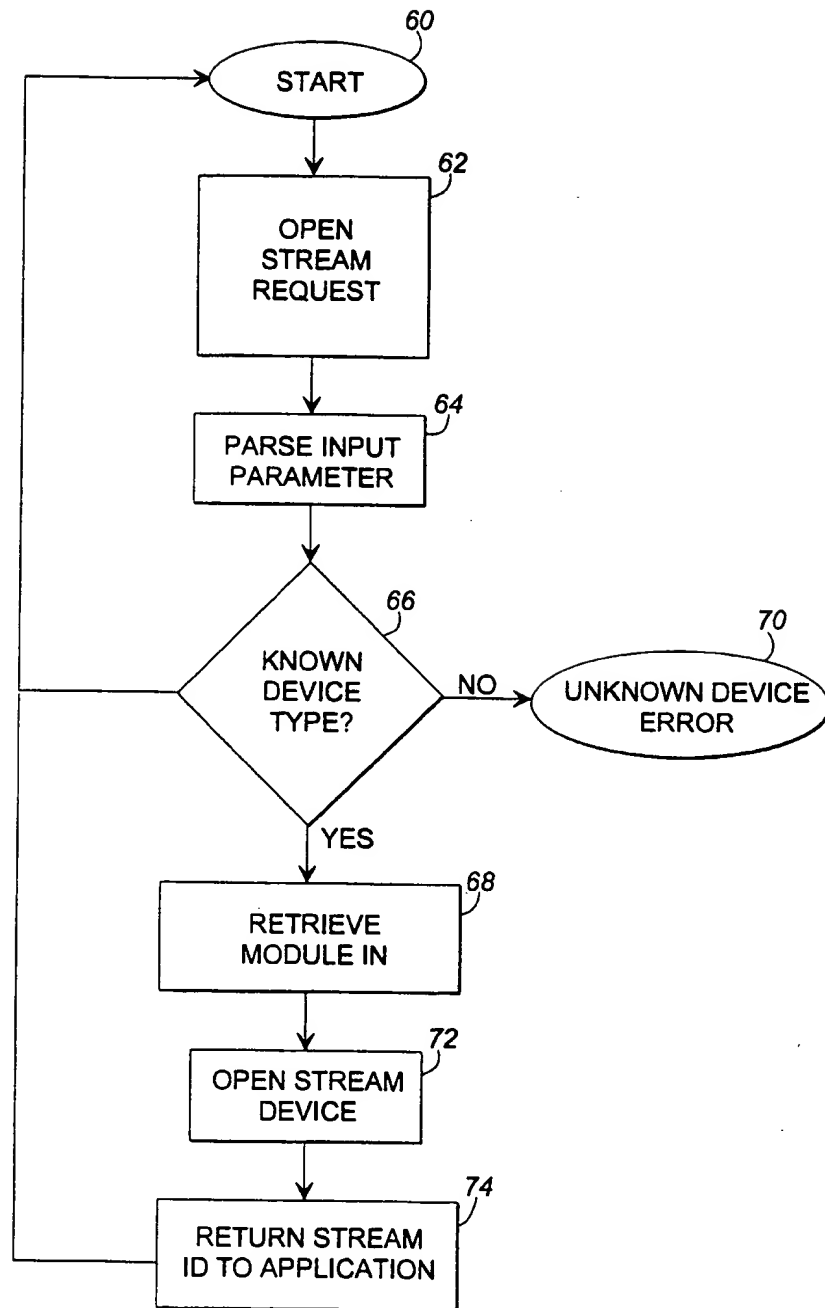 60
START
62
OPEN
STREAM
REQUEST
64
PARSE INPUT
PARAMETER
66
KNOWN
DEVICE
TYPE?
NO
70
UNKNOWN DEVICE
ERROR
YES
68
RETRIEVE
MODULE IN
72
OPEN STREAM
DEVICE
74
RETURN STREAM
ID TO APPLICATION